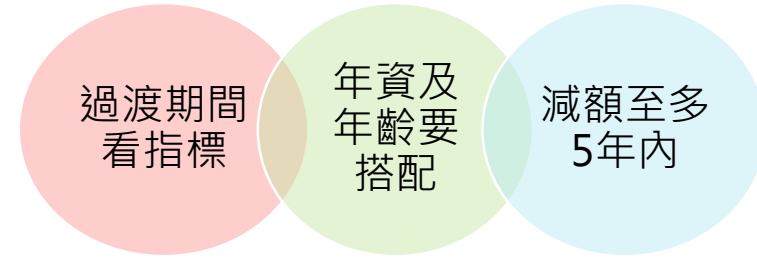 過渡期間
看指標
年資及
年齡要
搭配
減額至多
5年內